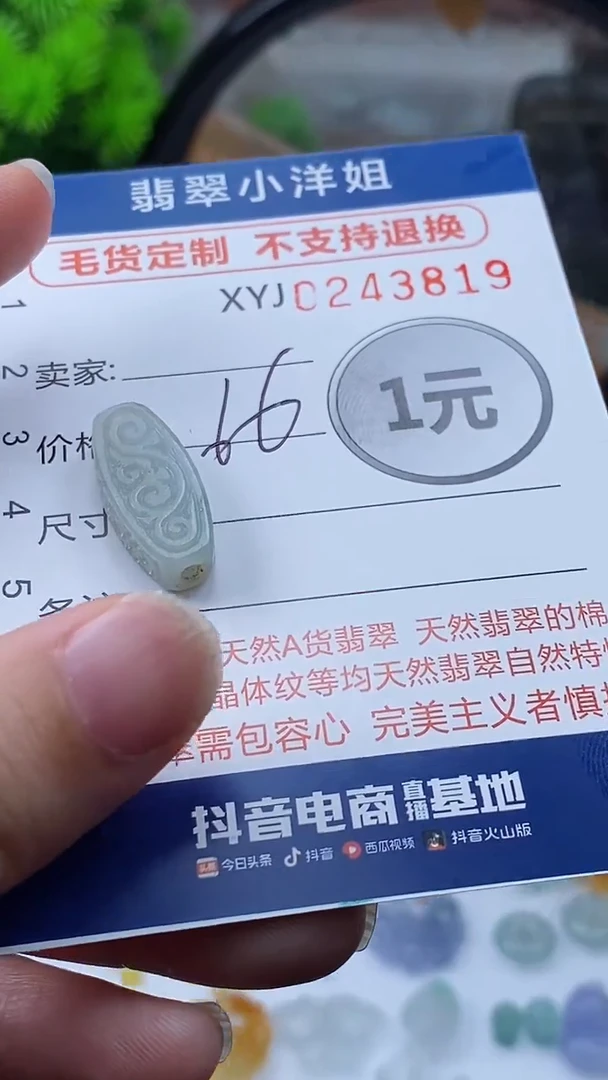 翡翠小洋姐
毛货定制 不支持退换
XYJ0243819
1
2 卖家:
1元
3 价格 66
4 尺寸
5
天然A货翡翠 天然翡翠的棉
晶体纹等均天然翡翠自然特
翠需包容心 完美主义者慎
抖音电商直播基地
头条 今日头条 抖音 西瓜视频 抖音火山版